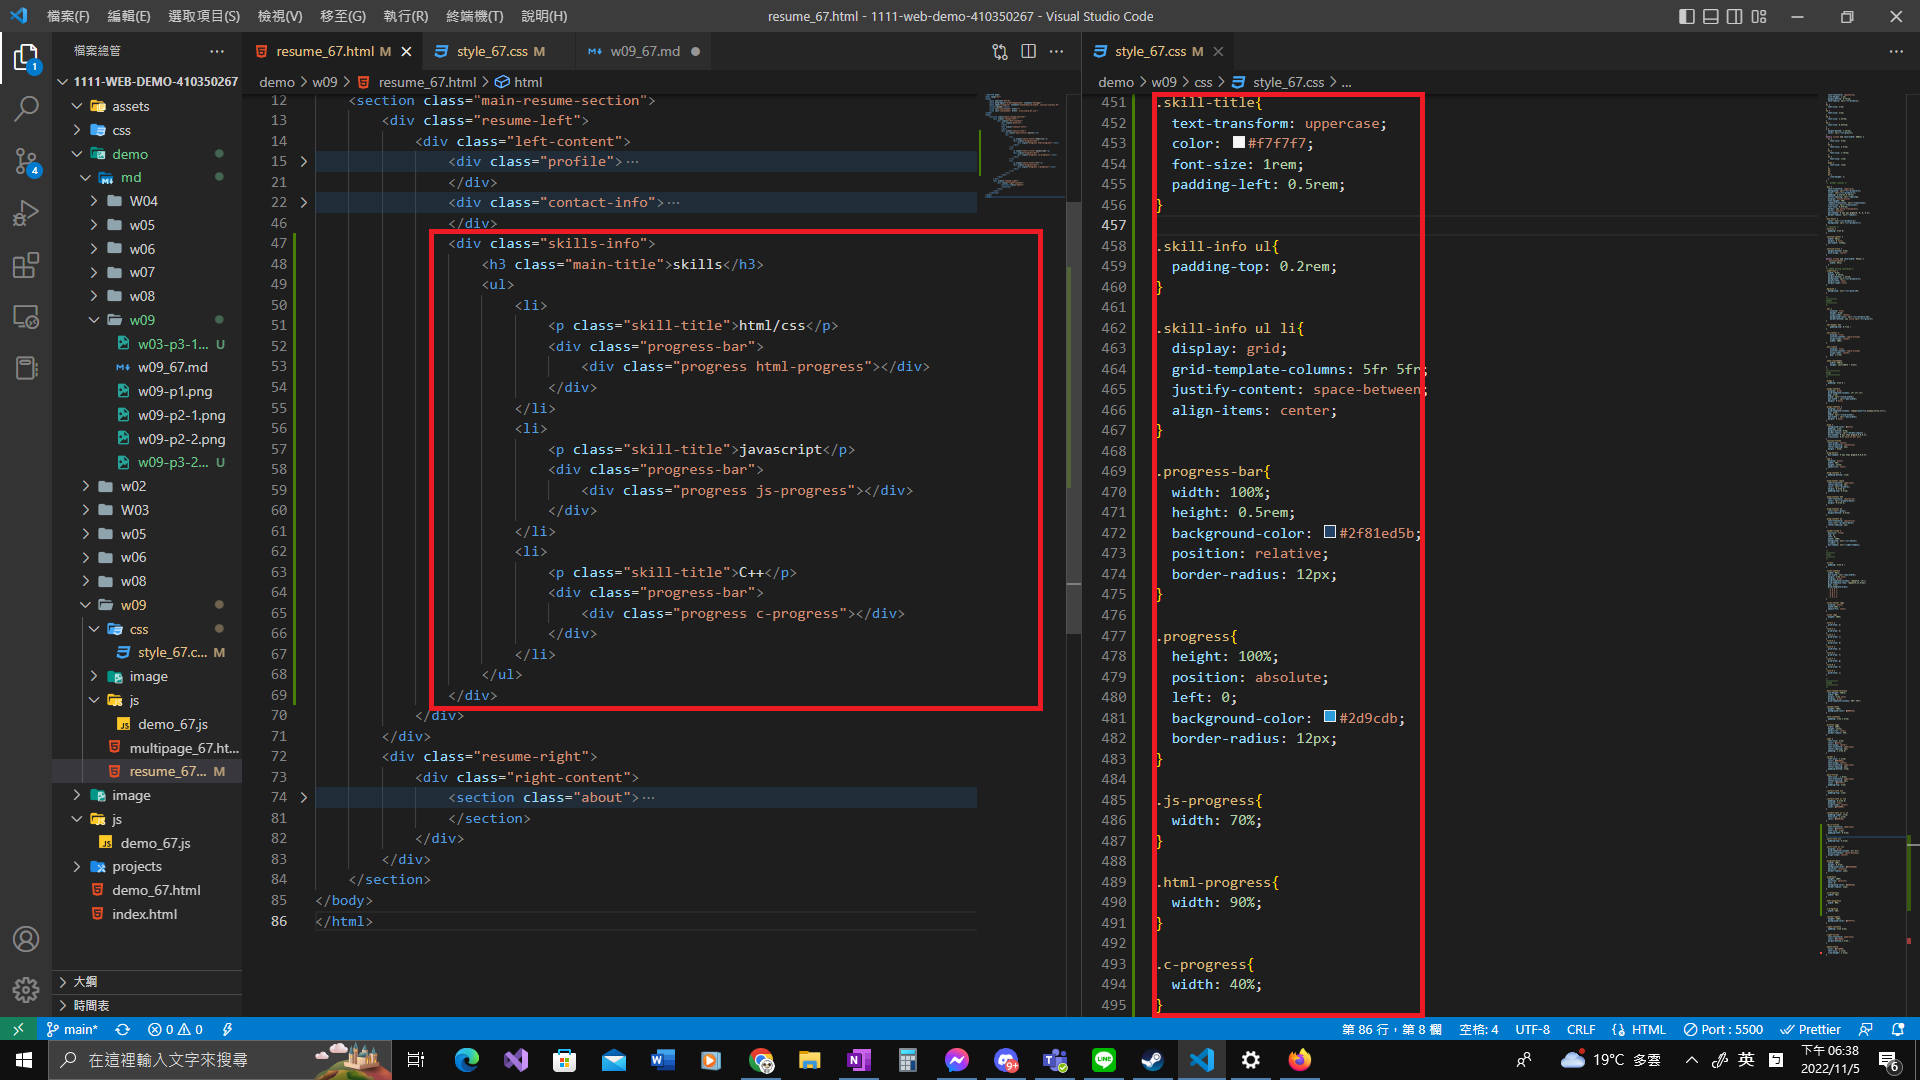 檔案(F) 編輯(E) 選取項目(S) 檢視(V) 移至(G) 執行(R) 終端機(T) 說明(H)
resume_67.html - 1111-web-demo-410350267 - Visual Studio Code
檔案總管
1111-WEB-DEMO-410350267
assets
css
demo
md
W04
w05
w06
w07
w08
w09
w03-p3-1... U
w09_67.md
w09-p1.png
w09-p2-1.png
w09-p2-2.png
w09-p3-2... U
w02
W03
w05
w06
w08
w09
css
style_67.c... M
image
js
demo_67.js
multipage_67.ht...
resume_67... M
image
js
demo_67.js
projects
demo_67.html
index.html
大綱
時間表
resume_67.html M
style_67.css M
w09_67.md
demo > w09 > resume_67.html > html
12 <section class="main-resume-section">
13 <div class="resume-left">
14 <div class="left-content">
15 <div class="profile">…
21 </div>
22 <div class="contact-info">…
46 </div>
47 <div class="skills-info">
48 <h3 class="main-title">skills</h3>
49 <ul>
50 <li>
51 <p class="skill-title">html/css</p>
52 <div class="progress-bar">
53 <div class="progress html-progress"></div>
54 </div>
55 </li>
56 <li>
57 <p class="skill-title">javascript</p>
58 <div class="progress-bar">
59 <div class="progress js-progress"></div>
60 </div>
61 </li>
62 <li>
63 <p class="skill-title">C++</p>
64 <div class="progress-bar">
65 <div class="progress c-progress"></div>
66 </div>
67 </li>
68 </ul>
69 </div>
70 </div>
71 </div>
72 <div class="resume-right">
73 <div class="right-content">
74 <section class="about">…
81 </section>
82 </div>
83 </div>
84 </section>
85 </body>
86 </html>
style_67.css M
demo > w09 > css > style_67.css > ...
451 .skill-title{
452 text-transform: uppercase;
453 color: #f7f7f7;
454 font-size: 1rem;
455 padding-left: 0.5rem;
456 }
457
458 .skill-info ul{
459 padding-top: 0.2rem;
460 }
461
462 .skill-info ul li{
463 display: grid;
464 grid-template-columns: 5fr 5fr;
465 justify-content: space-between;
466 align-items: center;
467 }
468
469 .progress-bar{
470 width: 100%;
471 height: 0.5rem;
472 background-color: #2f81ed5b;
473 position: relative;
474 border-radius: 12px;
475 }
476
477 .progress{
478 height: 100%;
479 position: absolute;
480 left: 0;
481 background-color: #2d9cdb;
482 border-radius: 12px;
483 }
484
485 .js-progress{
486 width: 70%;
487 }
488
489 .html-progress{
490 width: 90%;
491 }
492
493 .c-progress{
494 width: 40%;
495 }
main* 0 0
第 86 行，第 8 欄 空格: 4 UTF-8 CRLF HTML Port : 5500 Prettier
在這裡輸入文字來搜尋
19°C 多雲
英
下午 06:38
2022/11/5
6